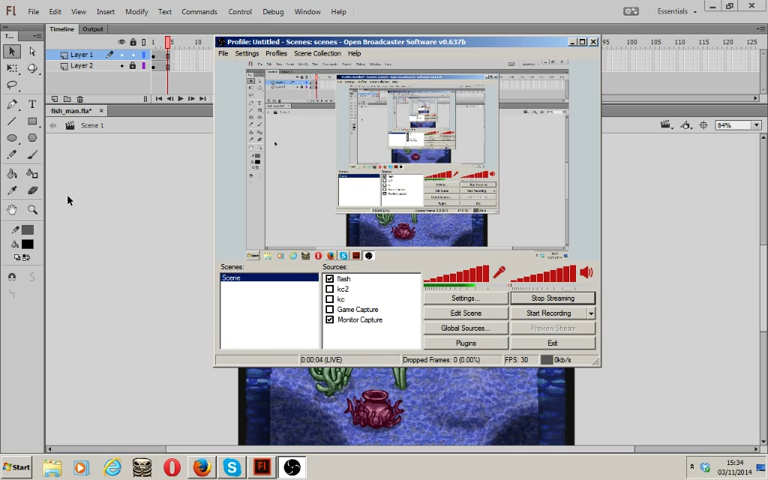 Fl File Edit View Insert Modify Text Commands Control Debug Window Help Essentials
Timeline Output
Layer 1
Layer 2
fish_man.fla*
Scene 1
84%
Profile: Untitled - Scenes: scenes - Open Broadcaster Software v0.637b
File Settings Profiles Scene Collection Help
Scenes:
Scene
Sources:
flash
kc2
kc
Game Capture
Monitor Capture
Settings...
Stop Streaming
Edit Scene
Start Recording
Global Sources...
Preview Stream
Plugins
Exit
0:00:04 (LIVE)
Dropped Frames: 0 (0.00%)
FPS: 30
0kb/s
Start
15:34
03/11/2014